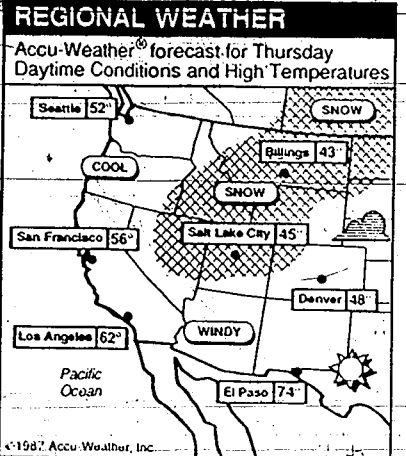 REGIONAL WEATHER
Accu-Weather® forecast for Thursday
Daytime Conditions and High Temperatures
SNOW
Seattle 52°
Billings 43°
COOL
SNOW
San Francisco 56°
Salt Lake City 45°
Denver 48°
Los Angeles 62°
WINDY
Pacific
Ocean
El Paso 74°
©1987 Accu-Weather, Inc.